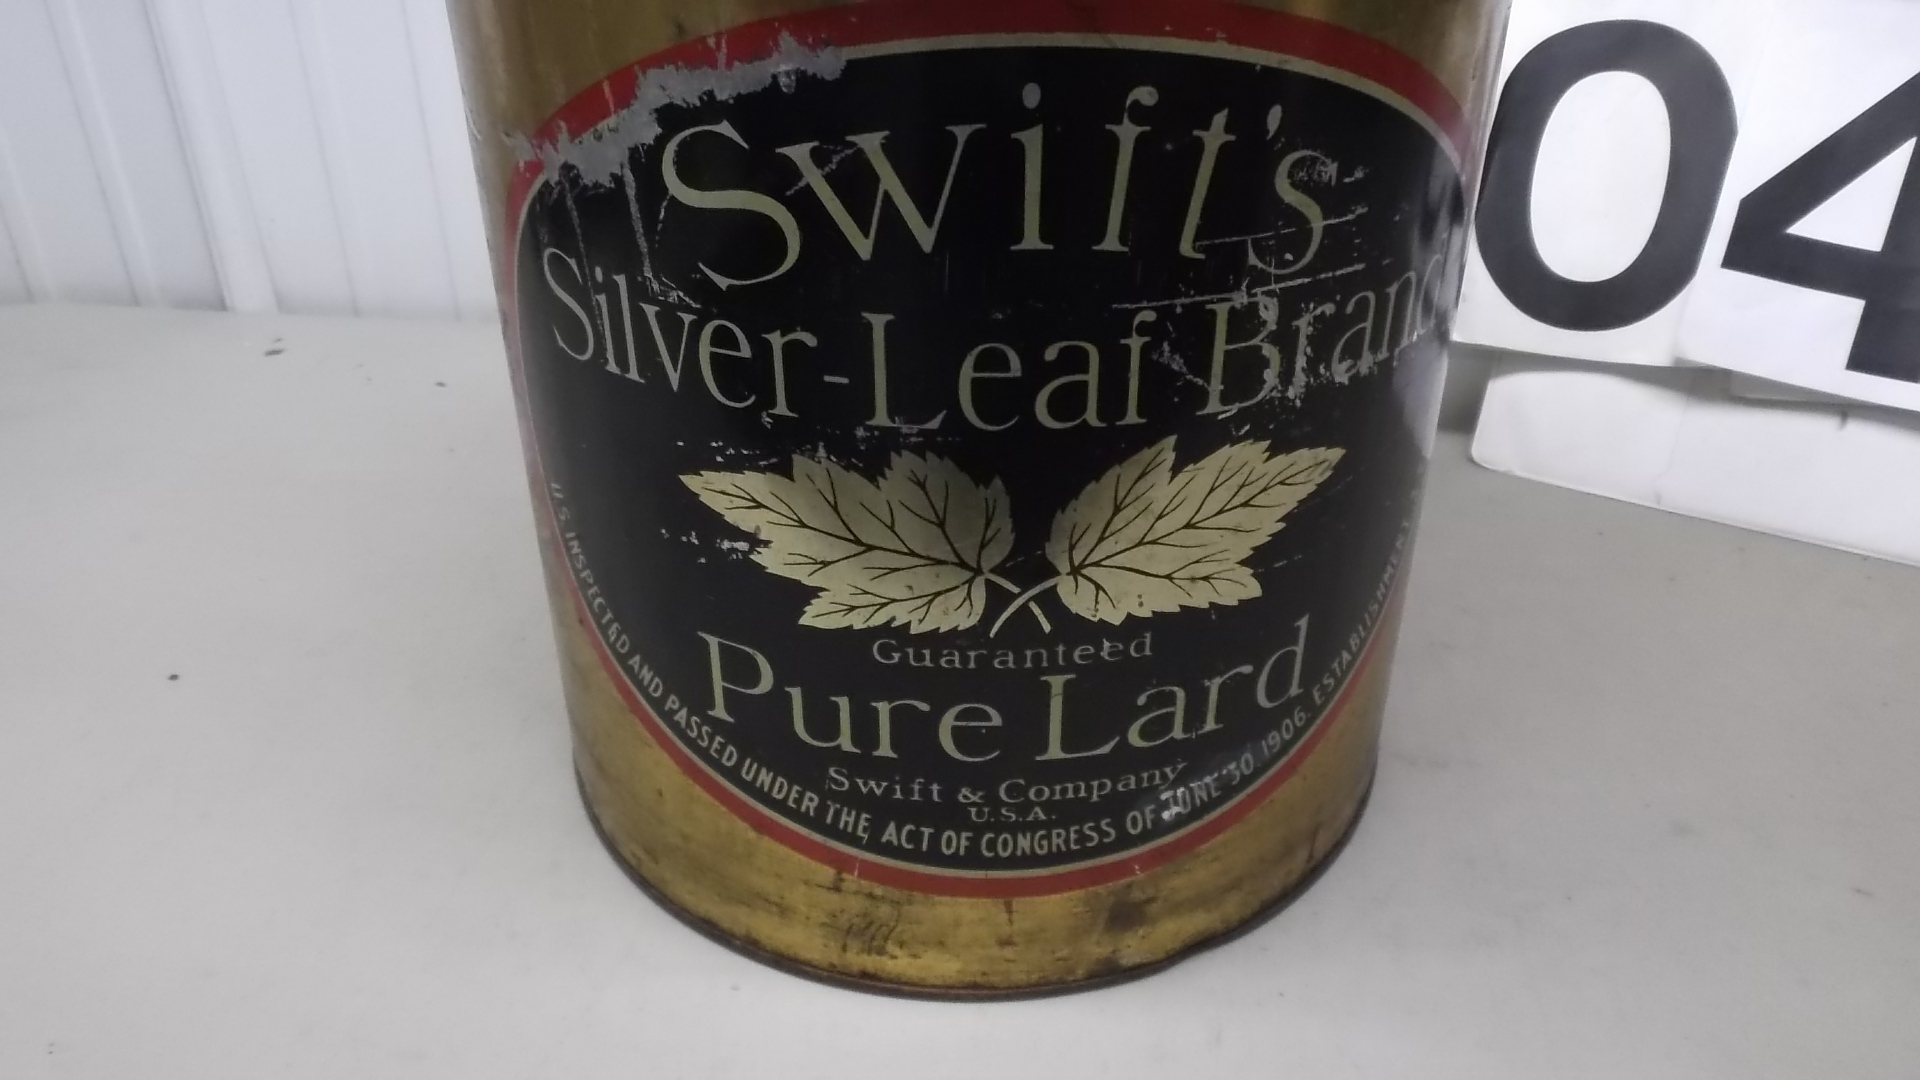 Swift's
Silver-Leaf Brand
Guaranteed
Pure Lard
Swift & Company
U.S.A.
U.S. INSPECTED AND PASSED UNDER THE ACT OF CONGRESS OF JUNE 30, 1906. ESTABLISHMENT
04